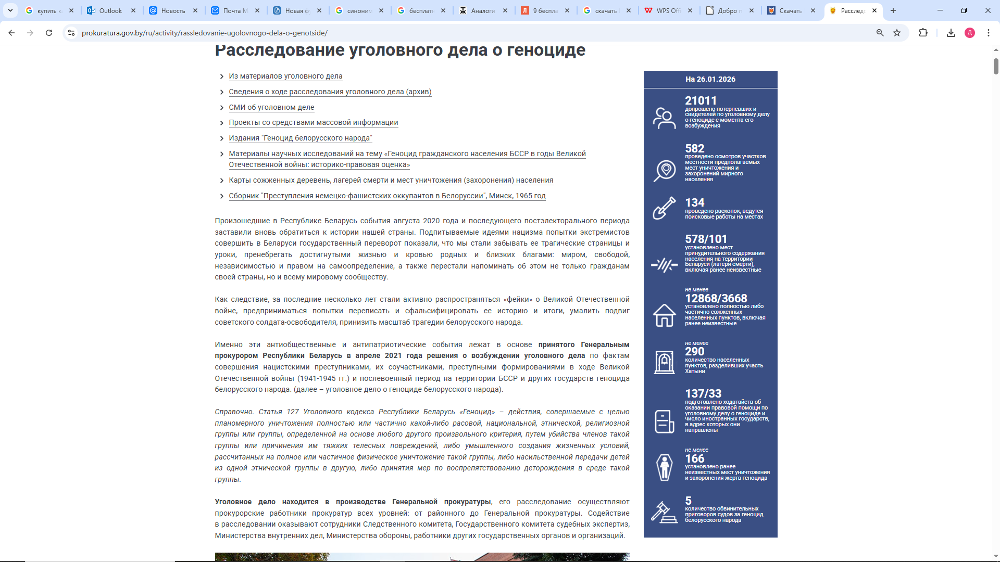 купить к
Outlook
Новость
Почта М
Новая ф
синоним
бесплат
Аналоги
9 беспла
скачать
WPS Offi
Добро п
Скачать
Расслед
prokuratura.gov.by/ru/activity/rassledovanie-ugolovnogo-dela-o-genotside/
Д
Расследование уголовного дела о геноциде
Из материалов уголовного дела
Сведения о ходе расследования уголовного дела (архив)
СМИ об уголовном деле
Проекты со средствами массовой информации
Издания "Геноцид белорусского народа"
Материалы научных исследований на тему «Геноцид гражданского населения БССР в годы Великой
Отечественной войны: историко-правовая оценка»
Карты сожженных деревень, лагерей смерти и мест уничтожения (захоронения) населения
Сборник "Преступления немецко-фашистских оккупантов в Белоруссии", Минск, 1965 год
Произошедшие в Республике Беларусь события августа 2020 года и последующего постэлекторального периода
заставили вновь обратиться к истории нашей страны. Подпитываемые идеями нацизма попытки экстремистов
совершить в Беларуси государственный переворот показали, что мы стали забывать ее трагические страницы и
уроки, пренебрегать достигнутыми жизнью и кровью родных и близких благами: миром, свободой,
независимостью и правом на самоопределение, а также перестали напоминать об этом не только гражданам
своей страны, но и всему мировому сообществу.
Как следствие, за последние несколько лет стали активно распространяться «фейки» о Великой Отечественной
войне, предприниматься попытки переписать и сфальсифицировать ее историю и итоги, умалить подвиг
советского солдата-освободителя, принизить масштаб трагедии белорусского народа.
Именно эти антиобщественные и антипатриотические события лежат в основе принятого Генеральным
прокурором Республики Беларусь в апреле 2021 года решения о возбуждении уголовного дела по фактам
совершения нацистскими преступниками, их соучастниками, преступными формированиями в ходе Великой
Отечественной войны (1941-1945 гг.) и послевоенный период на территории БССР и других государств геноцида
белорусского народа. (далее – уголовное дело о геноциде белорусского народа).
Справочно. Статья 127 Уголовного кодекса Республики Беларусь «Геноцид» – действия, совершаемые с целью
планомерного уничтожения полностью или частично какой-либо расовой, национальной, этнической, религиозной
группы или группы, определенной на основе любого другого произвольного критерия, путем убийства членов такой
группы или причинения им тяжких телесных повреждений, либо умышленного создания жизненных условий,
рассчитанных на полное или частичное физическое уничтожение такой группы, либо насильственной передачи детей
из одной этнической группы в другую, либо принятия мер по воспрепятствованию деторождения в среде такой
группы.
Уголовное дело находится в производстве Генеральной прокуратуры, его расследование осуществляют
прокурорские работники прокуратур всех уровней: от районного до Генеральной прокуратуры. Содействие
в расследовании оказывают сотрудники Следственного комитета, Государственного комитета судебных экспертиз,
Министерства внутренних дел, Министерства обороны, работники других государственных органов и организаций.
На 26.01.2026
21011
допрошено потерпевших и
свидетелей по уголовному делу
о геноциде с момента его
возбуждения
582
проведено осмотров участков
местности предполагаемых
мест уничтожения и
захоронений мирного
населения
134
проведено раскопок, ведутся
поисковые работы на местах
578/101
установлено мест
принудительного содержания
населения на территории
Беларуси (лагеря смерти),
включая ранее неизвестные
не менее
12868/3668
установлено полностью либо
частично сожженных
населенных пунктов, включая
ранее неизвестные
не менее
290
количество населенных
пунктов, разделивших участь
Хатыни
137/33
подготовлено ходатайств об
оказании правовой помощи по
уголовному делу о геноциде и
число иностранных государств,
в адрес которых они
направлены
не менее
166
установлено ранее
неизвестных мест уничтожения
и захоронения жертв геноцида
5
количество обвинительных
приговоров судов за геноцид
белорусского народа